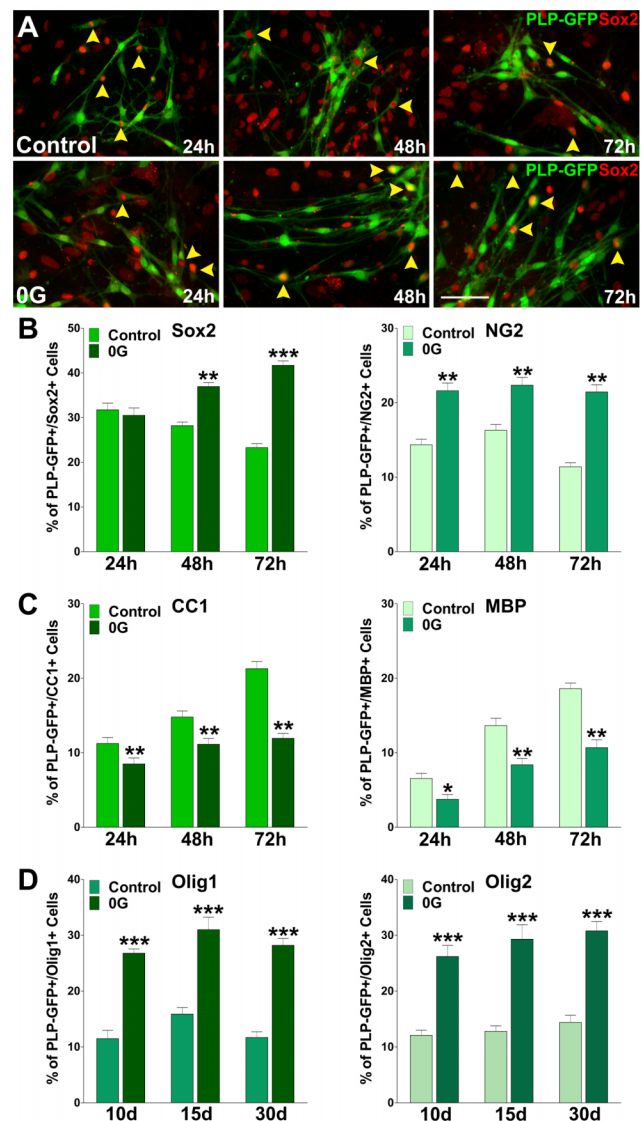 A
PLP-GFPSox2
Control
24h
48h
72h
PLP-GFPSox2
0G
24h
48h
72h
B
Control
0G
Sox2
% of PLP-GFP+/Sox2+ Cells
50
40
30
20
10
0
**
***
24h
48h
72h
Control
0G
NG2
% of PLP-GFP+/NG2+ Cells
30
20
10
0
**
**
**
24h
48h
72h
C
Control
0G
CC1
% of PLP-GFP+/CC1+ Cells
30
20
10
0
**
**
**
24h
48h
72h
Control
0G
MBP
% of PLP-GFP+/MBP+ Cells
30
20
10
0
*
**
**
24h
48h
72h
D
Control
0G
Olig1
% of PLP-GFP+/Olig1+ Cells
40
30
20
10
0
***
***
***
10d
15d
30d
Control
0G
Olig2
% of PLP-GFP+/Olig2+ Cells
40
30
20
10
0
***
***
***
10d
15d
30d